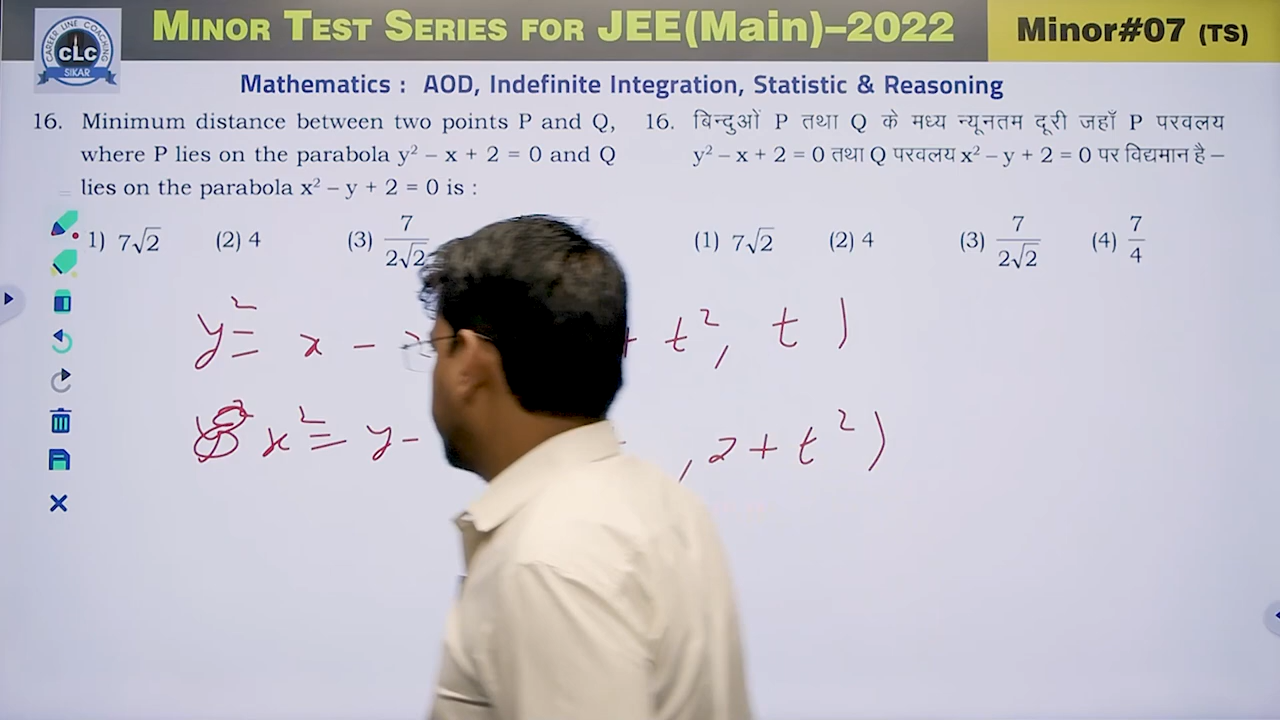 MINOR TEST SERIES FOR JEE(Main)–2022
Minor#07 (TS)
CAREER LINE COACHING
CLC
SIKAR
Mathematics : AOD, Indefinite Integration, Statistic & Reasoning
16. Minimum distance between two points P and Q,
where P lies on the parabola y² – x + 2 = 0 and Q
lies on the parabola x² – y + 2 = 0 is :
1) 7√2 (2) 4 (3) 7/2√2
16. बिन्दुओं P तथा Q के मध्य न्यूनतम दूरी जहाँ P परवलय
y² – x + 2 = 0 तथा Q परवलय x² – y + 2 = 0 पर विद्यमान है –
(1) 7√2 (2) 4 (3) 7/2√2 (4) 7/4
y² = x – + t², t)
x² = y – , 2 + t²)